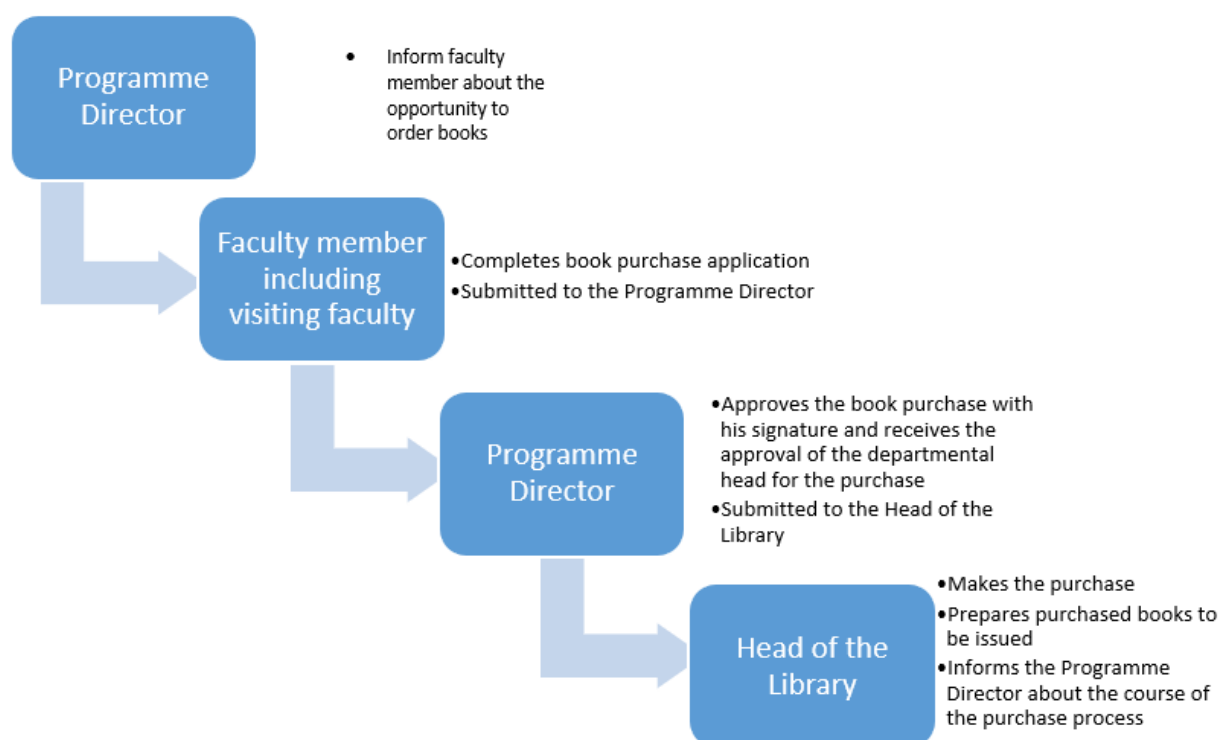 Programme
Director
• Inform faculty
member about the
opportunity to
order books
Faculty member
including
visiting faculty
•Completes book purchase application
•Submitted to the Programme Director
Programme
Director
•Approves the book purchase with
his signature and receives the
approval of the departmental
head for the purchase
•Submitted to the Head of the
Library
Head of the
Library
•Makes the purchase
•Prepares purchased books to
be issued
•Informs the Programme
Director about the course of
the purchase process